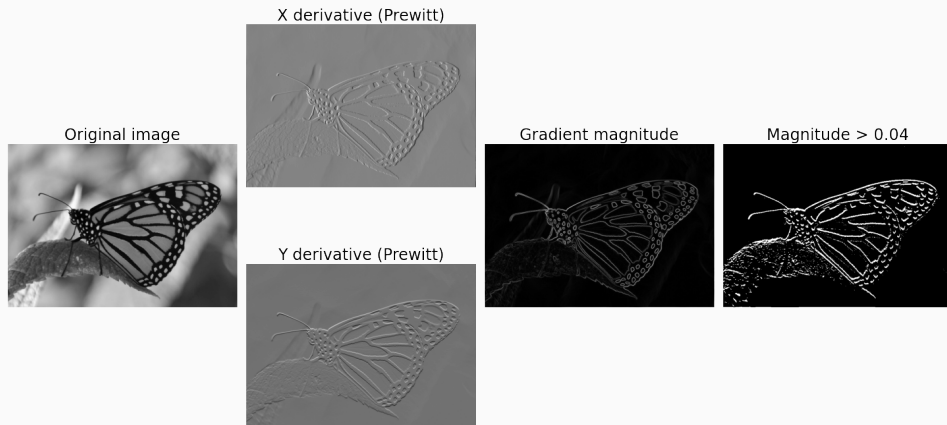 X derivative (Prewitt)
Original image
Gradient magnitude
Magnitude > 0.04
Y derivative (Prewitt)